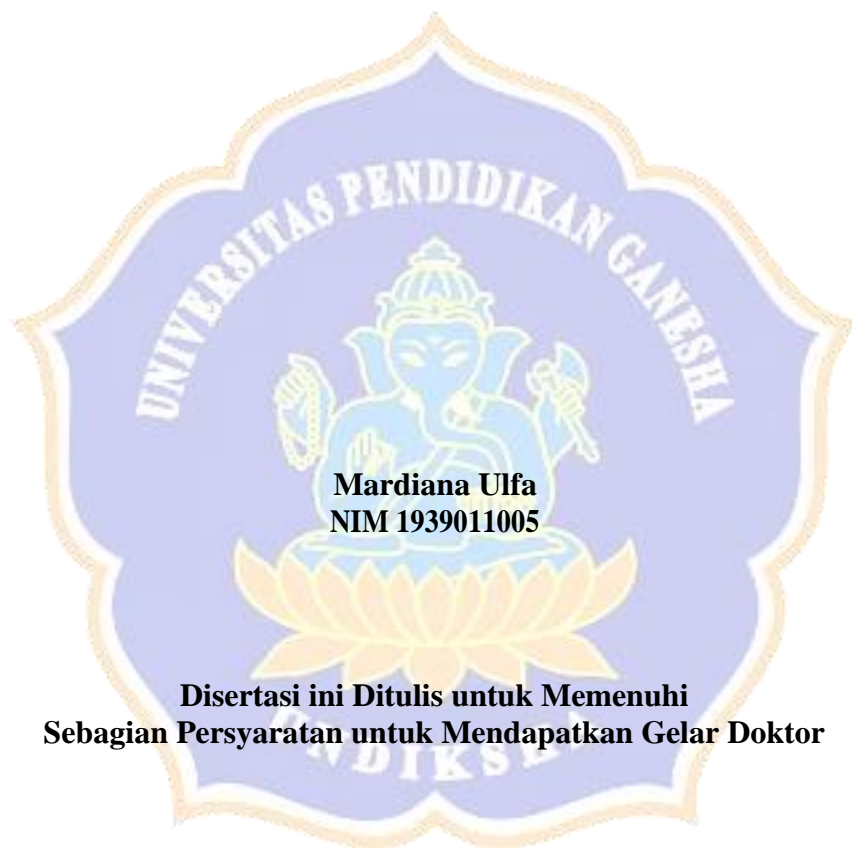 UNIVERSITAS PENDIDIKAN GANESHA
Mardiana Ulfa
NIM 1939011005
Disertasi ini Ditulis untuk Memenuhi
Sebagian Persyaratan untuk Mendapatkan Gelar Doktor
UNDIKSHA